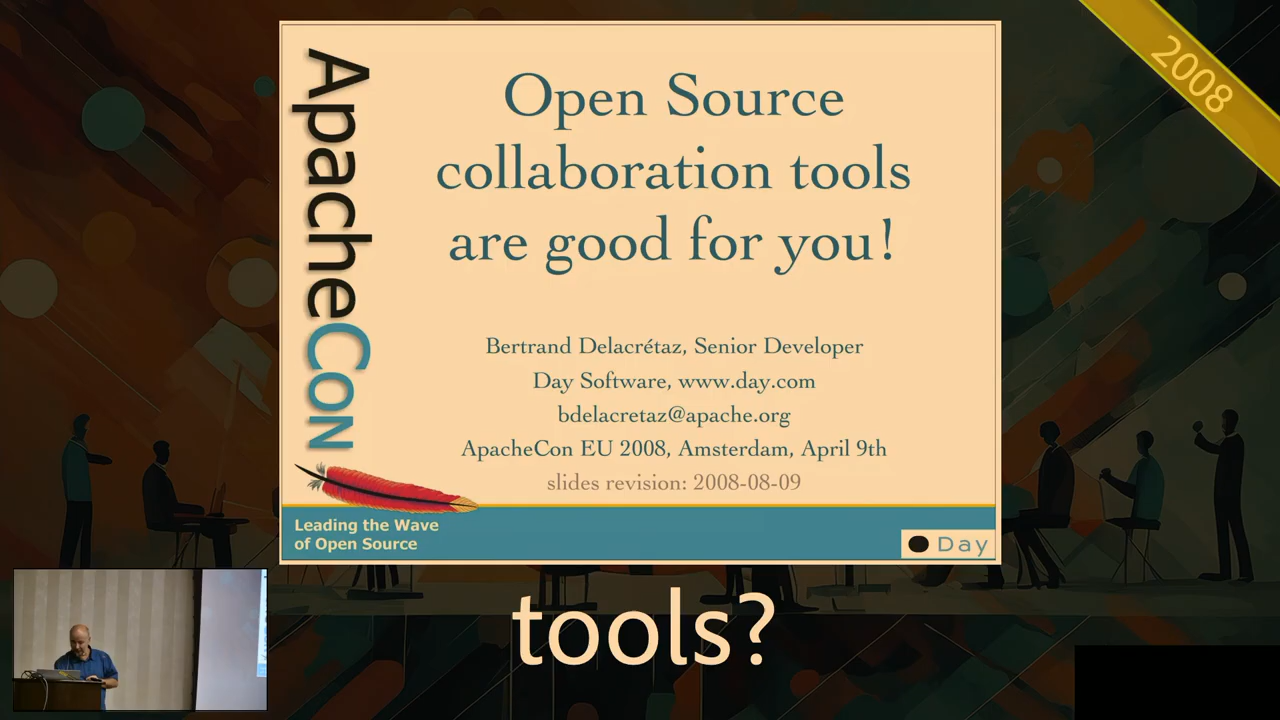 2008
ApacheCon
Open Source
collaboration tools
are good for you!
Bertrand Delacrétaz, Senior Developer
Day Software, www.day.com
bdelacretaz@apache.org
ApacheCon EU 2008, Amsterdam, April 9th
slides revision: 2008-08-09
Leading the Wave
of Open Source
Day
tools?